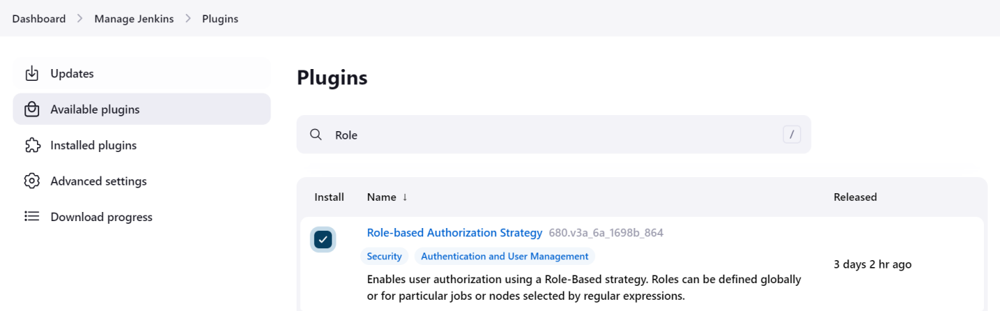 Dashboard > Manage Jenkins > Plugins
Updates
Available plugins
Installed plugins
Advanced settings
Download progress
Plugins
Role /
Install Name ↓ Released
Role-based Authorization Strategy 680.v3a_6a_1698b_864
Security Authentication and User Management
3 days 2 hr ago
Enables user authorization using a Role-Based strategy. Roles can be defined globally
or for particular jobs or nodes selected by regular expressions.